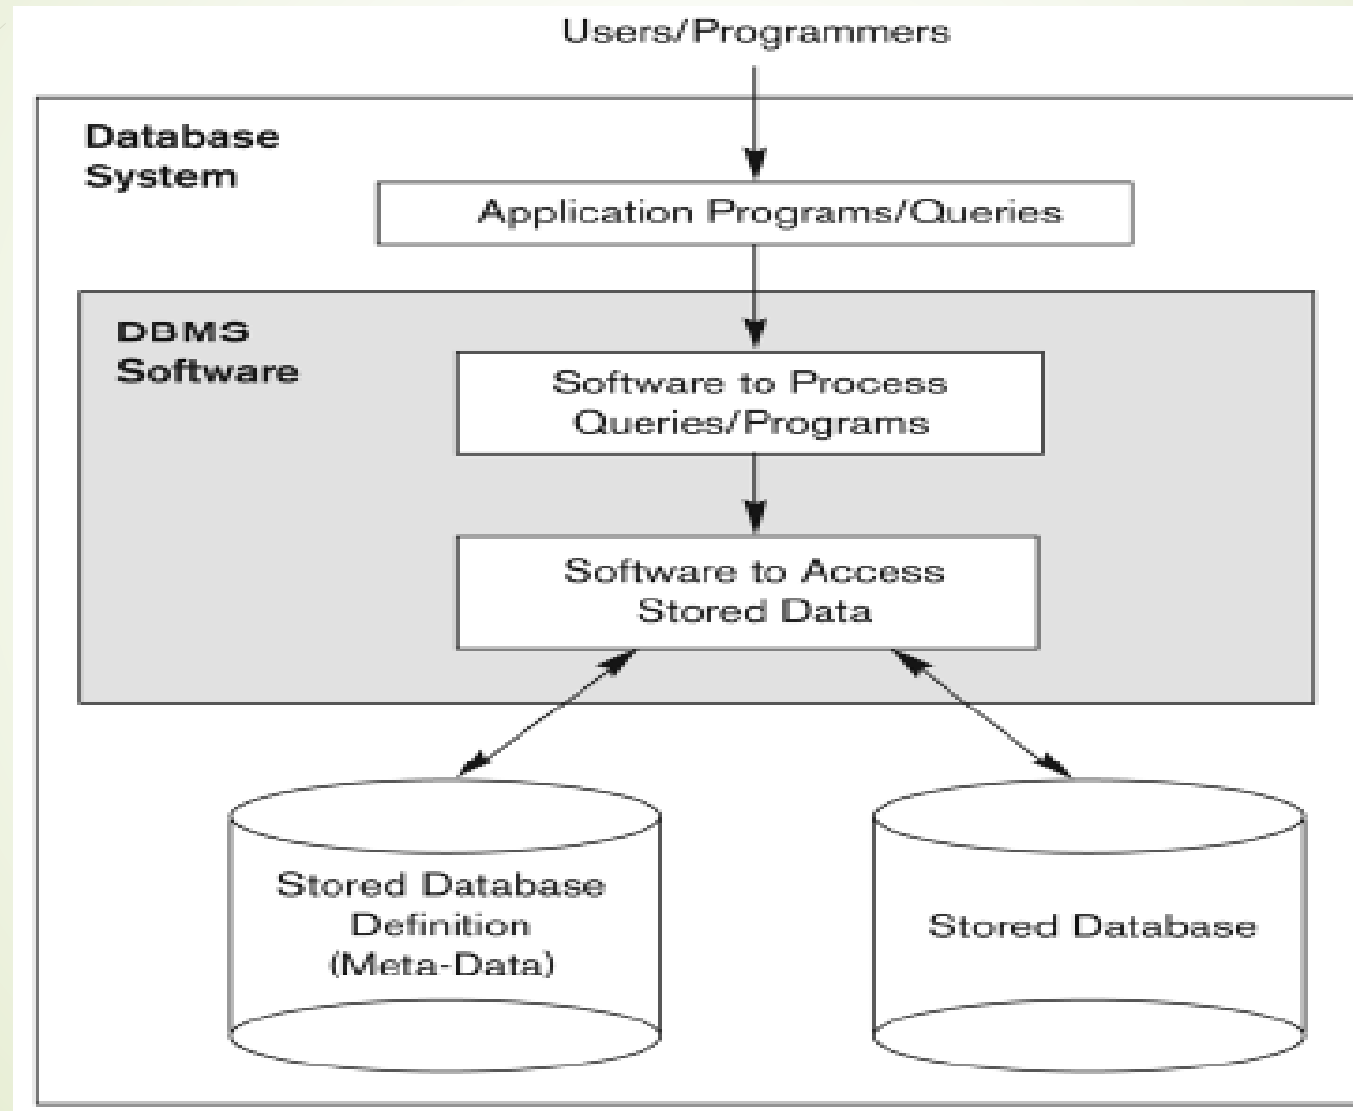 Users/Programmers
Database
System
Application Programs/Queries
DBMS
Software
Software to Process
Queries/Programs
Software to Access
Stored Data
Stored Database
Definition
(Meta-Data)
Stored Database